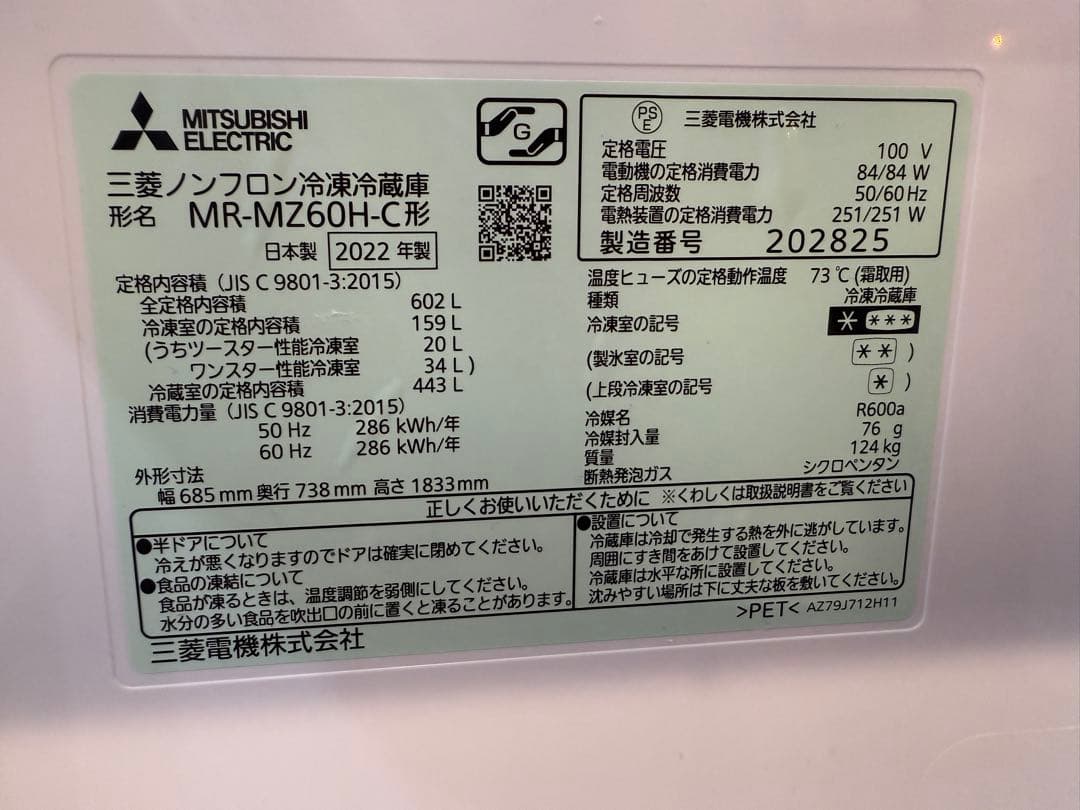 MITSUBISHI
ELECTRIC
G
三菱ノンフロン冷凍冷蔵庫
形名 MR-MZ60H-C形
日本製 2022 年製
定格内容積（JIS C 9801-3:2015）
全定格内容積 602 L
冷凍室の定格内容積 159 L
(うちツースター性能冷凍室 20 L
ワンスター性能冷凍室 34 L )
冷蔵室の定格内容積 443 L
消費電力量（JIS C 9801-3:2015）
50 Hz 286 kWh/年
60 Hz 286 kWh/年
外形寸法
幅 685 mm 奥行 738 mm 高さ 1833 mm
PS
E 三菱電機株式会社
定格電圧 100 V
電動機の定格消費電力 84/84 W
定格周波数 50/60 Hz
電熱装置の定格消費電力 251/251 W
製造番号 202825
温度ヒューズの定格動作温度 73 ℃ (霜取用)
種類 冷凍冷蔵庫
冷凍室の記号 * ***
(製氷室の記号 ** )
(上段冷凍室の記号 * )
冷媒名 R600a
冷媒封入量 76 g
質量 124 kg
断熱発泡ガス シクロペンタン
正しくお使いいただくために ※くわしくは取扱説明書をご覧ください
●半ドアについて
冷えが悪くなりますのでドアは確実に閉めてください。
●食品の凍結について
食品が凍るときは、温度調節を弱側にしてください。
水分の多い食品を吹出口の前に置くと凍ることがあります。
●設置について
冷蔵庫は冷却で発生する熱を外に逃がしています。
周囲にすき間をあけて設置してください。
冷蔵庫は水平な所に設置してください。
沈みやすい場所は下に丈夫な板を敷いてください。
>PET< AZ79J712H11
三菱電機株式会社